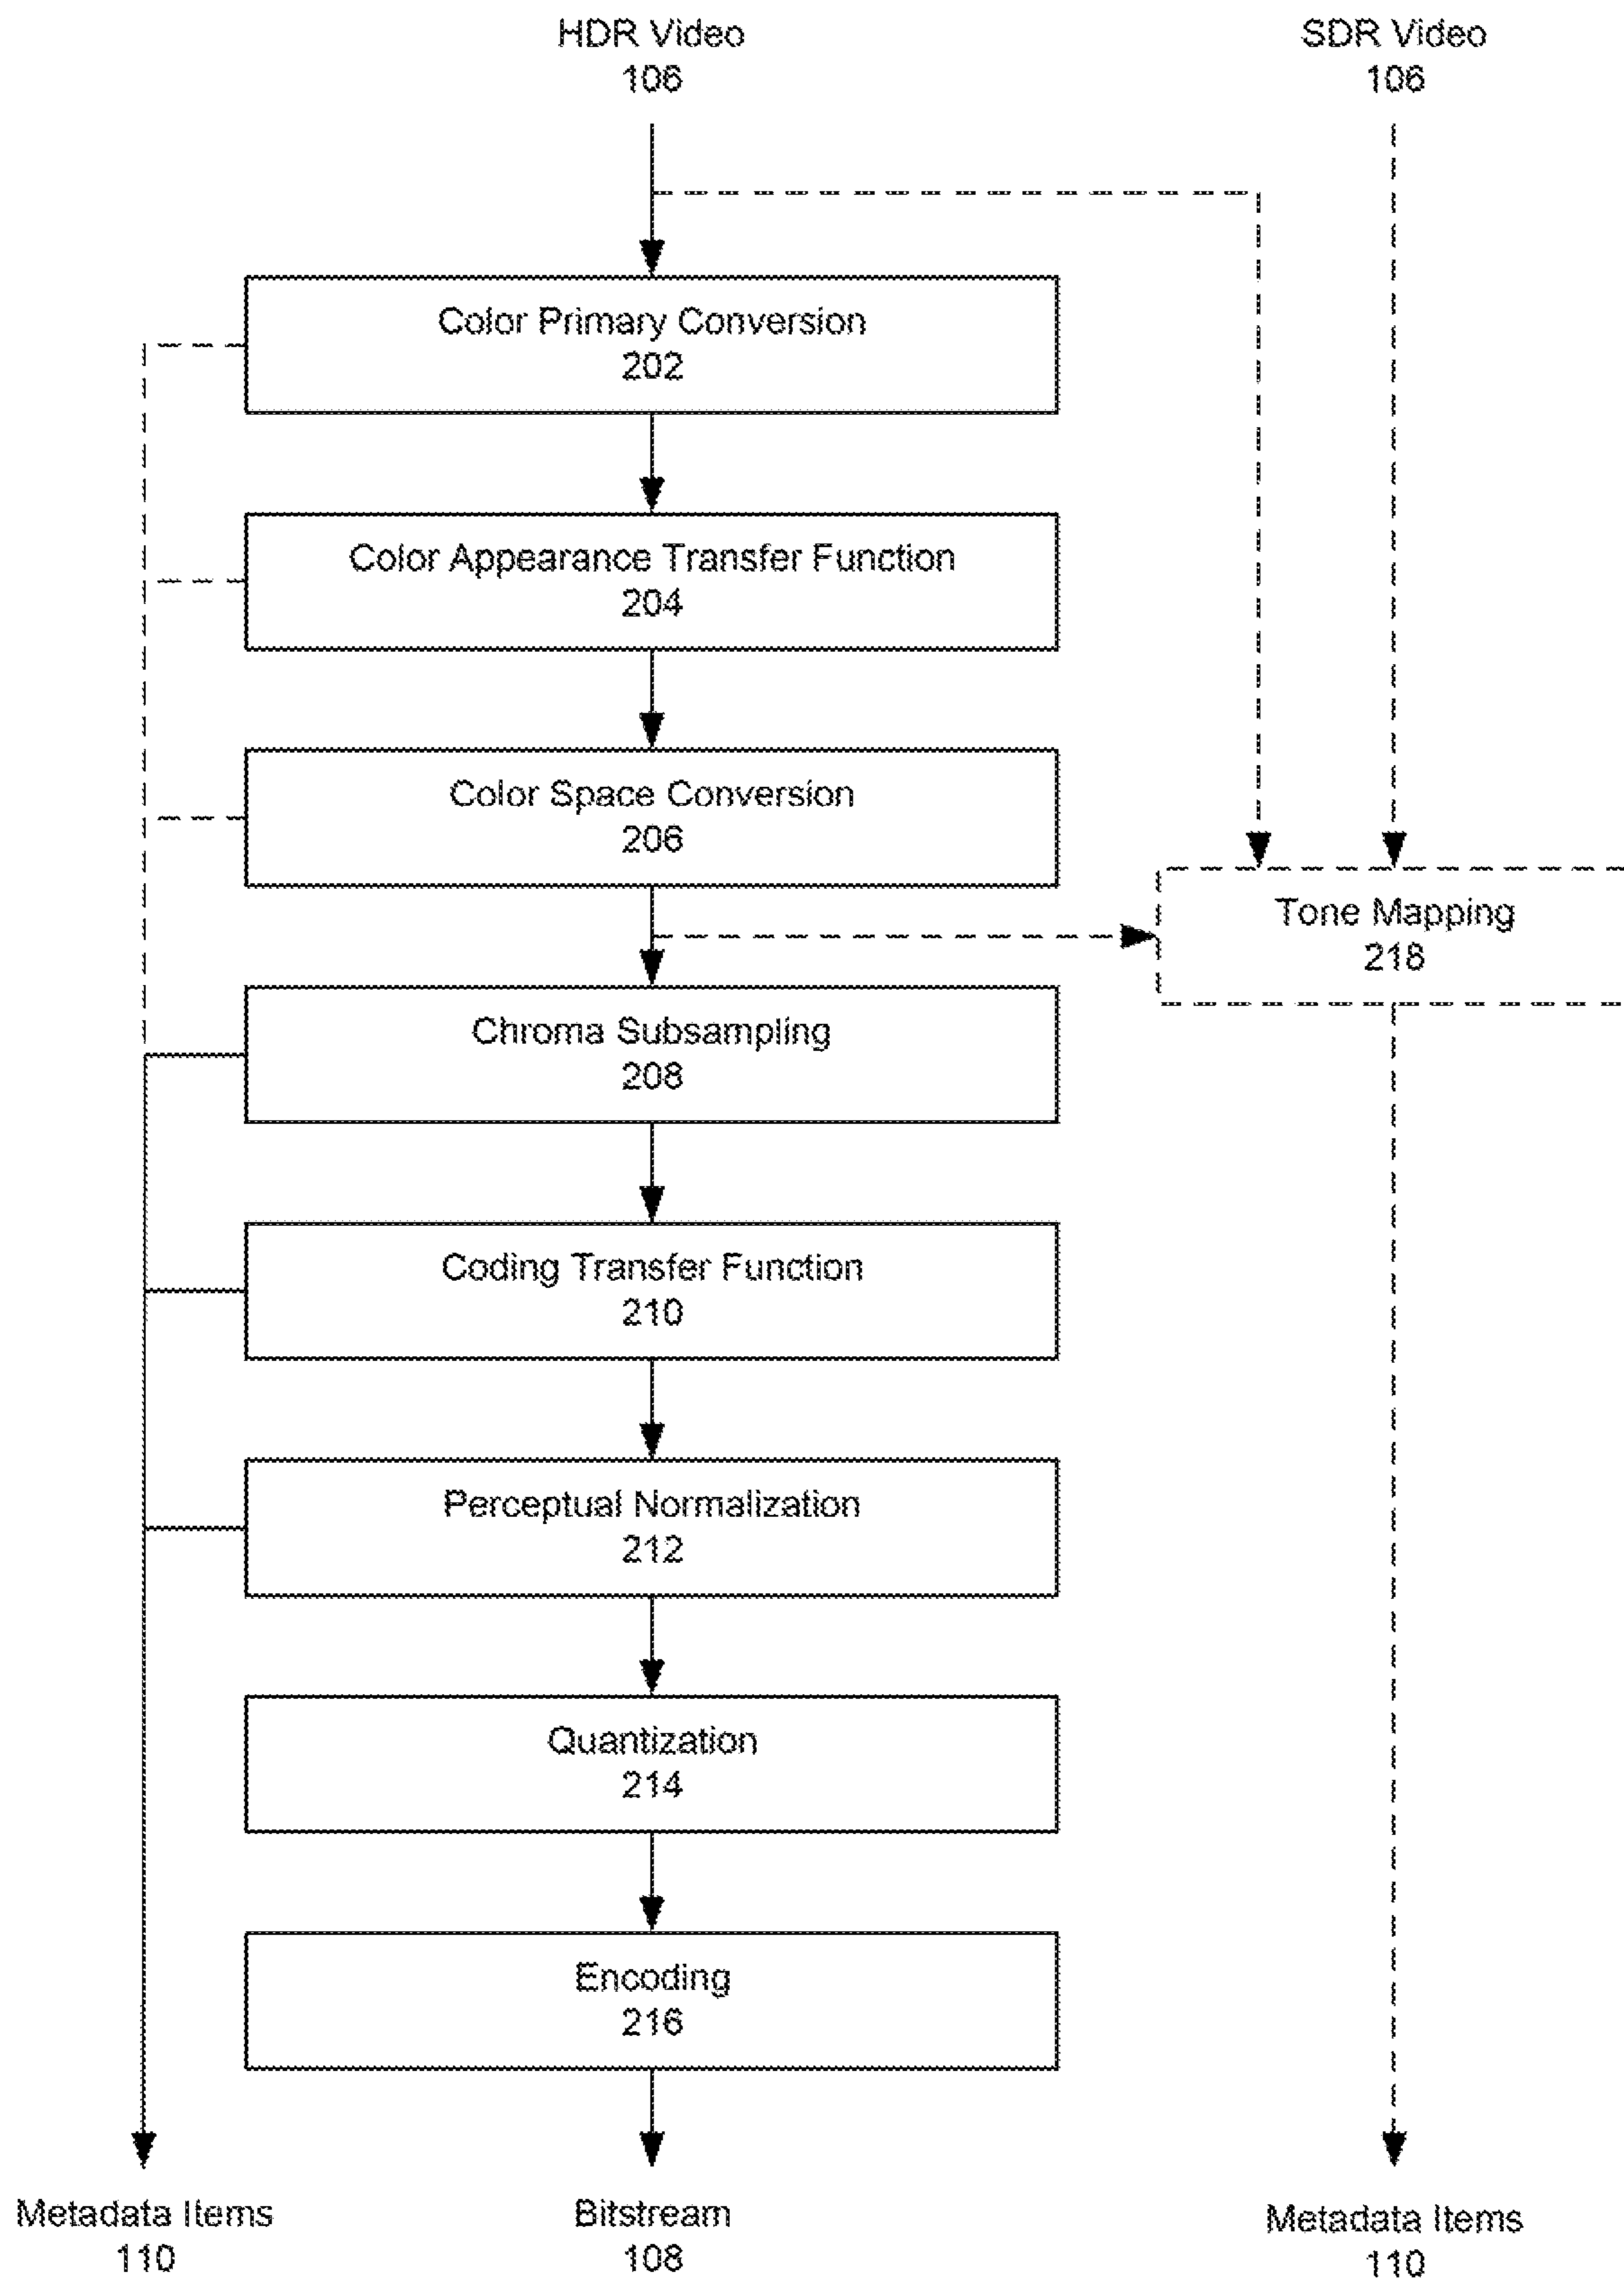 HDR Video
106
SDR Video
106
Color Primary Conversion
202
Color Appearance Transfer Function
204
Color Space Conversion
206
Tone Mapping
218
Chroma Subsampling
208
Coding Transfer Function
210
Perceptual Normalization
212
Quantization
214
Encoding
216
Metadata Items
110
Bitstream
108
Metadata Items
110